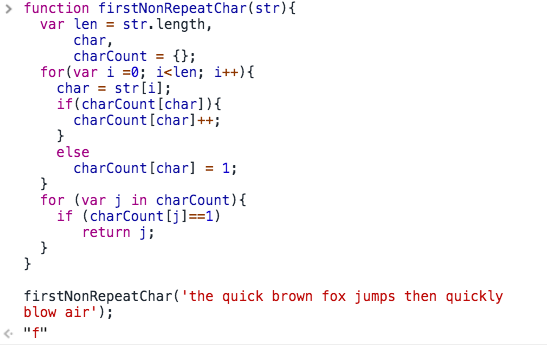 function firstNonRepeatChar(str){
  var len = str.length,
      char,
      charCount = {};
  for(var i =0; i<len; i++){
    char = str[i];
    if(charCount[char]){
      charCount[char]++;
    }
    else
      charCount[char] = 1;
  }
  for (var j in charCount){
    if (charCount[j]==1)
       return j;
  }
}

firstNonRepeatChar('the quick brown fox jumps then quickly
blow air');
"f"